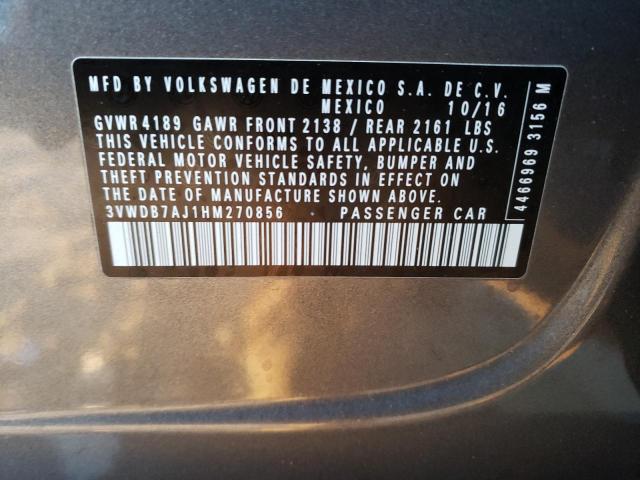 MFD BY VOLKSWAGEN DE MEXICO S.A. DE C.V.
MEXICO 10/16
GVWR 4189 GAWR FRONT 2138 / REAR 2161 LBS
THIS VEHICLE CONFORMS TO ALL APPLICABLE U.S.
FEDERAL MOTOR VEHICLE SAFETY, BUMPER AND
THEFT PREVENTION STANDARDS IN EFFECT ON
THE DATE OF MANUFACTURE SHOWN ABOVE.
3VWDB7AJ1HM270856 PASSENGER CAR
4466969 3156 M